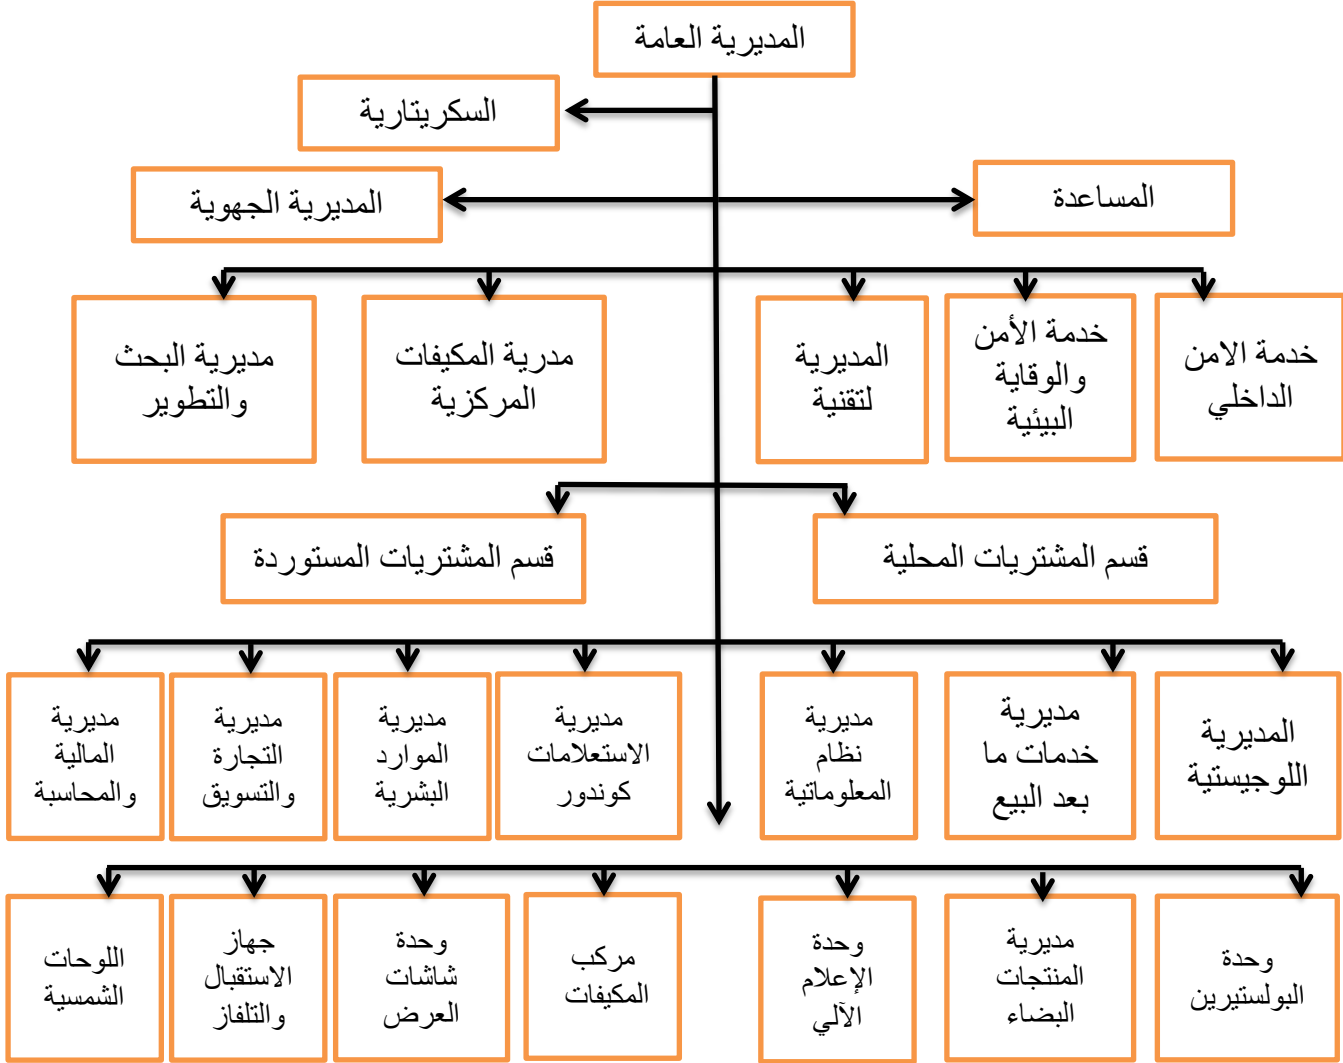 المديرية العامة
السكريتارية
المساعدة
المديرية الجهوية
خدمة الامن
الداخلي
خدمة الأمن
والوقاية
البيئية
المديرية
لتقنية
مدرية المكيفات
المركزية
مديرية البحث
والتطوير
قسم المشتريات المحلية
قسم المشتريات المستوردة
المديرية
اللوجيستية
مديرية
خدمات ما
بعد البيع
مديرية
نظام
المعلوماتية
مديرية
الاستعلامات
كوندور
مديرية
الموارد
البشرية
مديرية
التجارة
والتسويق
مديرية
المالية
والمحاسبة
وحدة
البولستيرين
مديرية
المنتجات
البضاء
وحدة
الإعلام
الآلي
مركب
المكيفات
وحدة
شاشات
العرض
جهاز
الاستقبال
والتلفاز
اللوحات
الشمسية